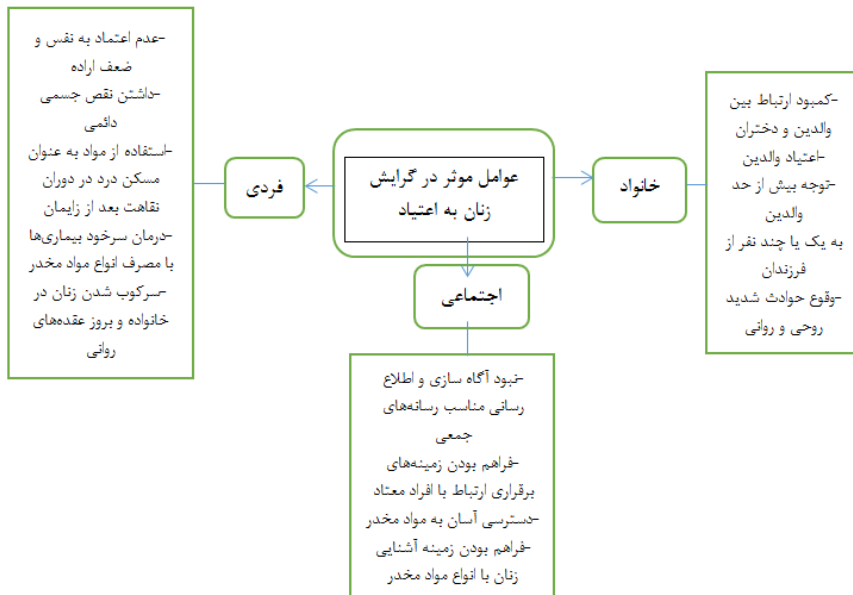 عوامل موثر در گرایش
زنان به اعتیاد
خانواد
-کمبود ارتباط بین
والدین و دختران
-اعتیاد والدین
-توجه بیش از حد
والدین
به یک یا چند نفر از
فرزندان
-وقوع حوادث شدید
روحی و روانی
اجتماعی
-نبود آگاه سازی و اطلاع
رسانی مناسب رسانه‌های
جمعی
-فراهم بودن زمینه‌های
برقراری ارتباط با افراد معتاد
-دسترسی آسان به مواد مخدر
-فراهم بودن زمینه آشنایی
زنان با انواع مواد مخدر
فردی
-عدم اعتماد به نفس و
ضعف اراده
-داشتن نقص جسمی
دائمی
-استفاده از مواد به عنوان
مسکن درد در دوران
نقاهت بعد از زایمان
-درمان سرخود بیماری‌ها
با مصرف انواع مواد مخدر
-سرکوب شدن زنان در
خانواده و بروز عقده‌های
روانی